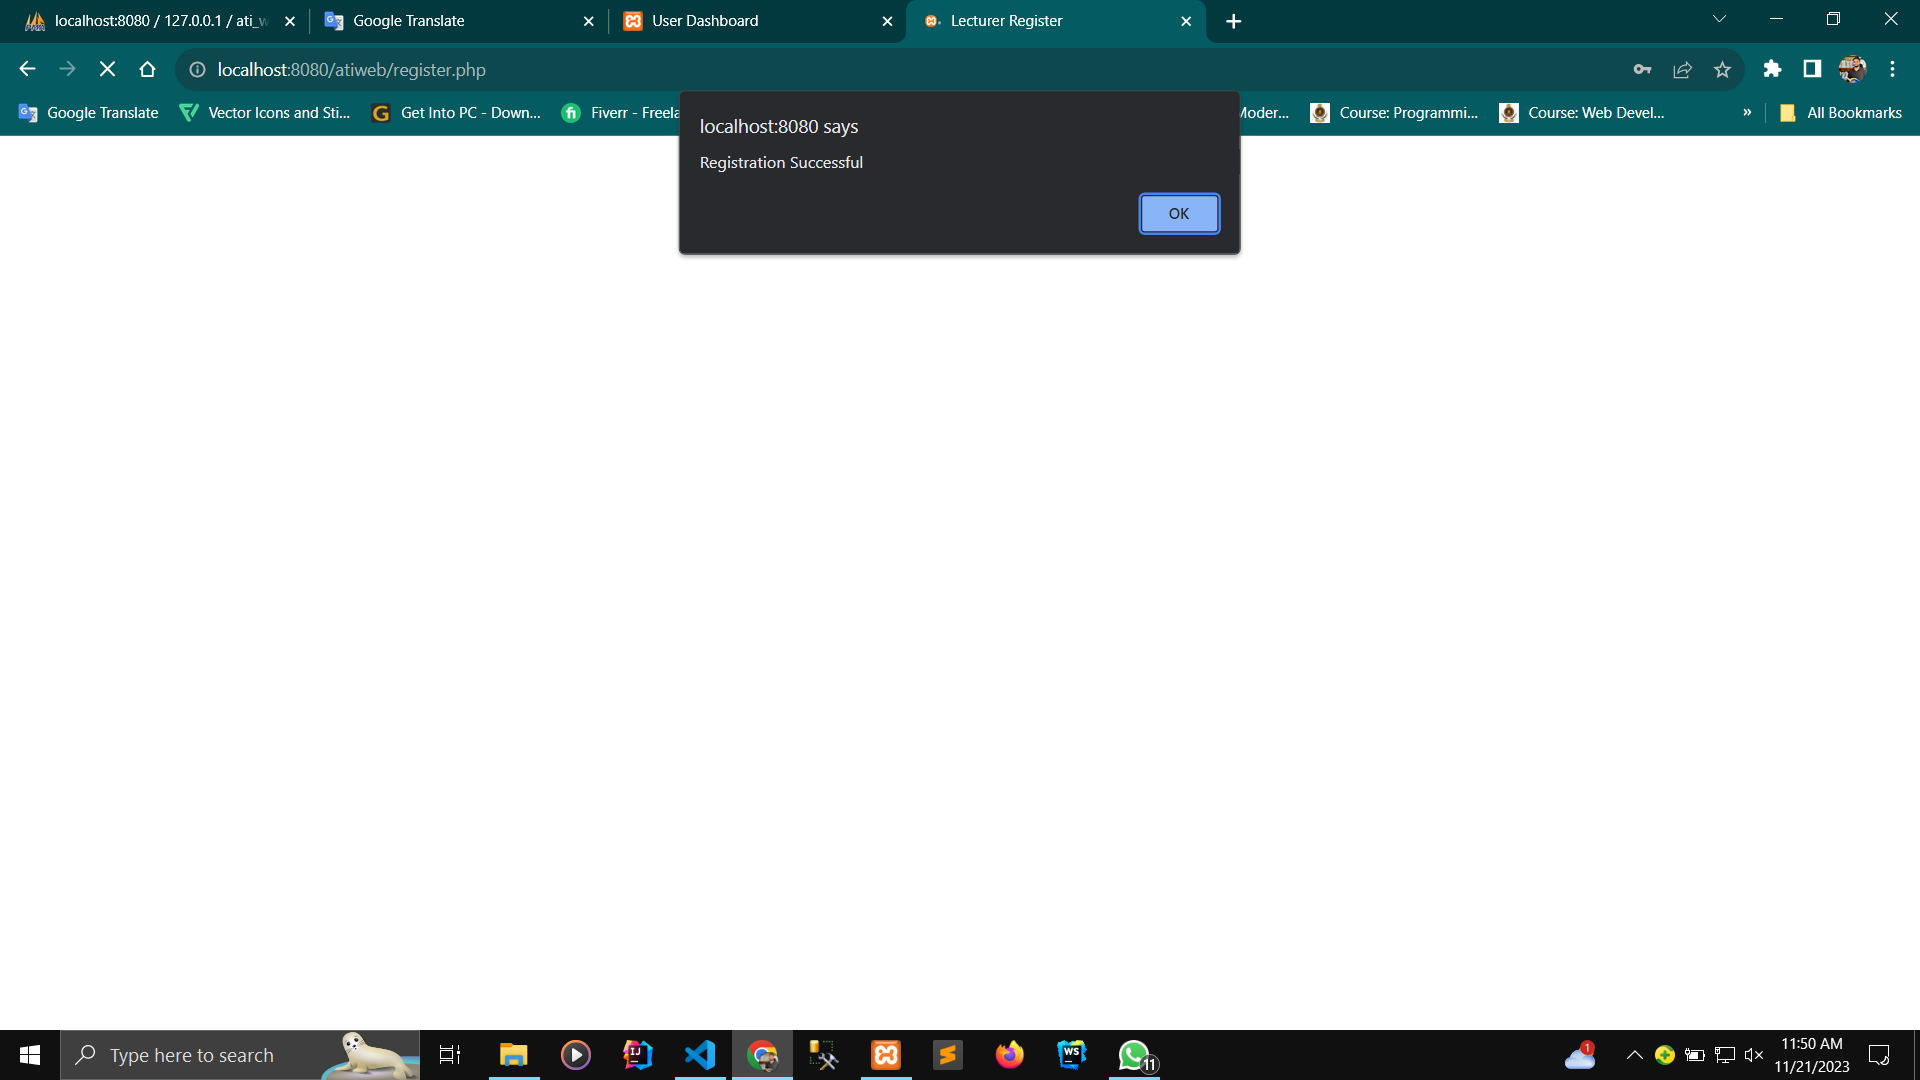 localhost:8080 / 127.0.0.1 / ati_w
Google Translate
User Dashboard
Lecturer Register
localhost:8080/atiweb/register.php
Google Translate
Vector Icons and Sti...
Get Into PC - Down...
Fiverr - Freela
Moder...
Course: Programmi...
Course: Web Devel...
»
All Bookmarks
localhost:8080 says
Registration Successful
OK
Type here to search
IJ
WS
11
1
11:50 AM
11/21/2023